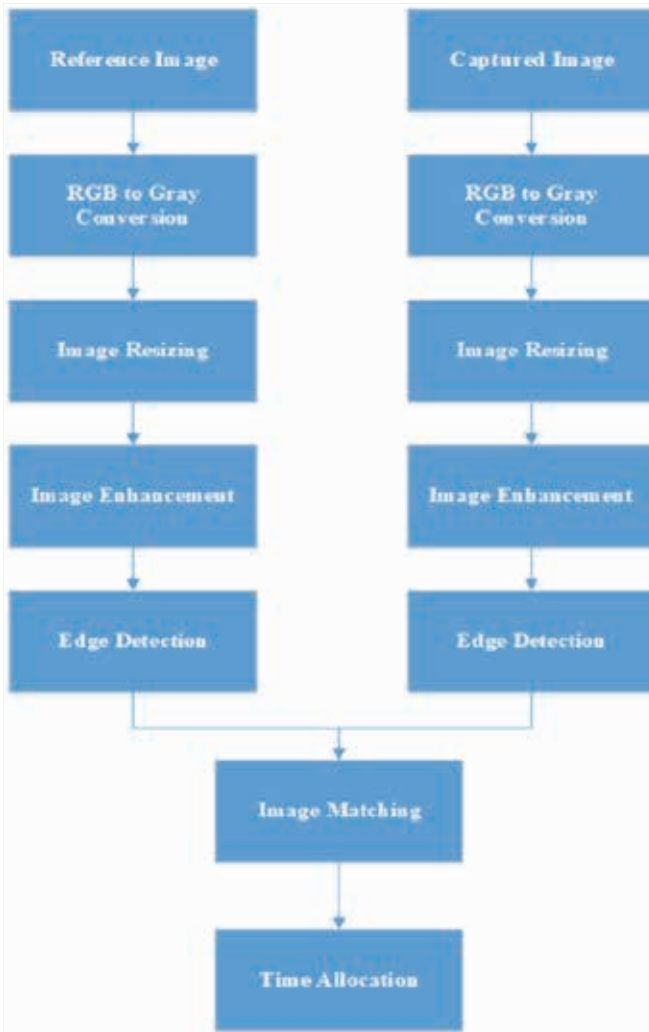 Reference Image
Captured Image
RGB to Gray
Conversion
RGB to Gray
Conversion
Image Resizing
Image Resizing
Image Enhancement
Image Enhancement
Edge Detection
Edge Detection
Image Matching
Time Allocation